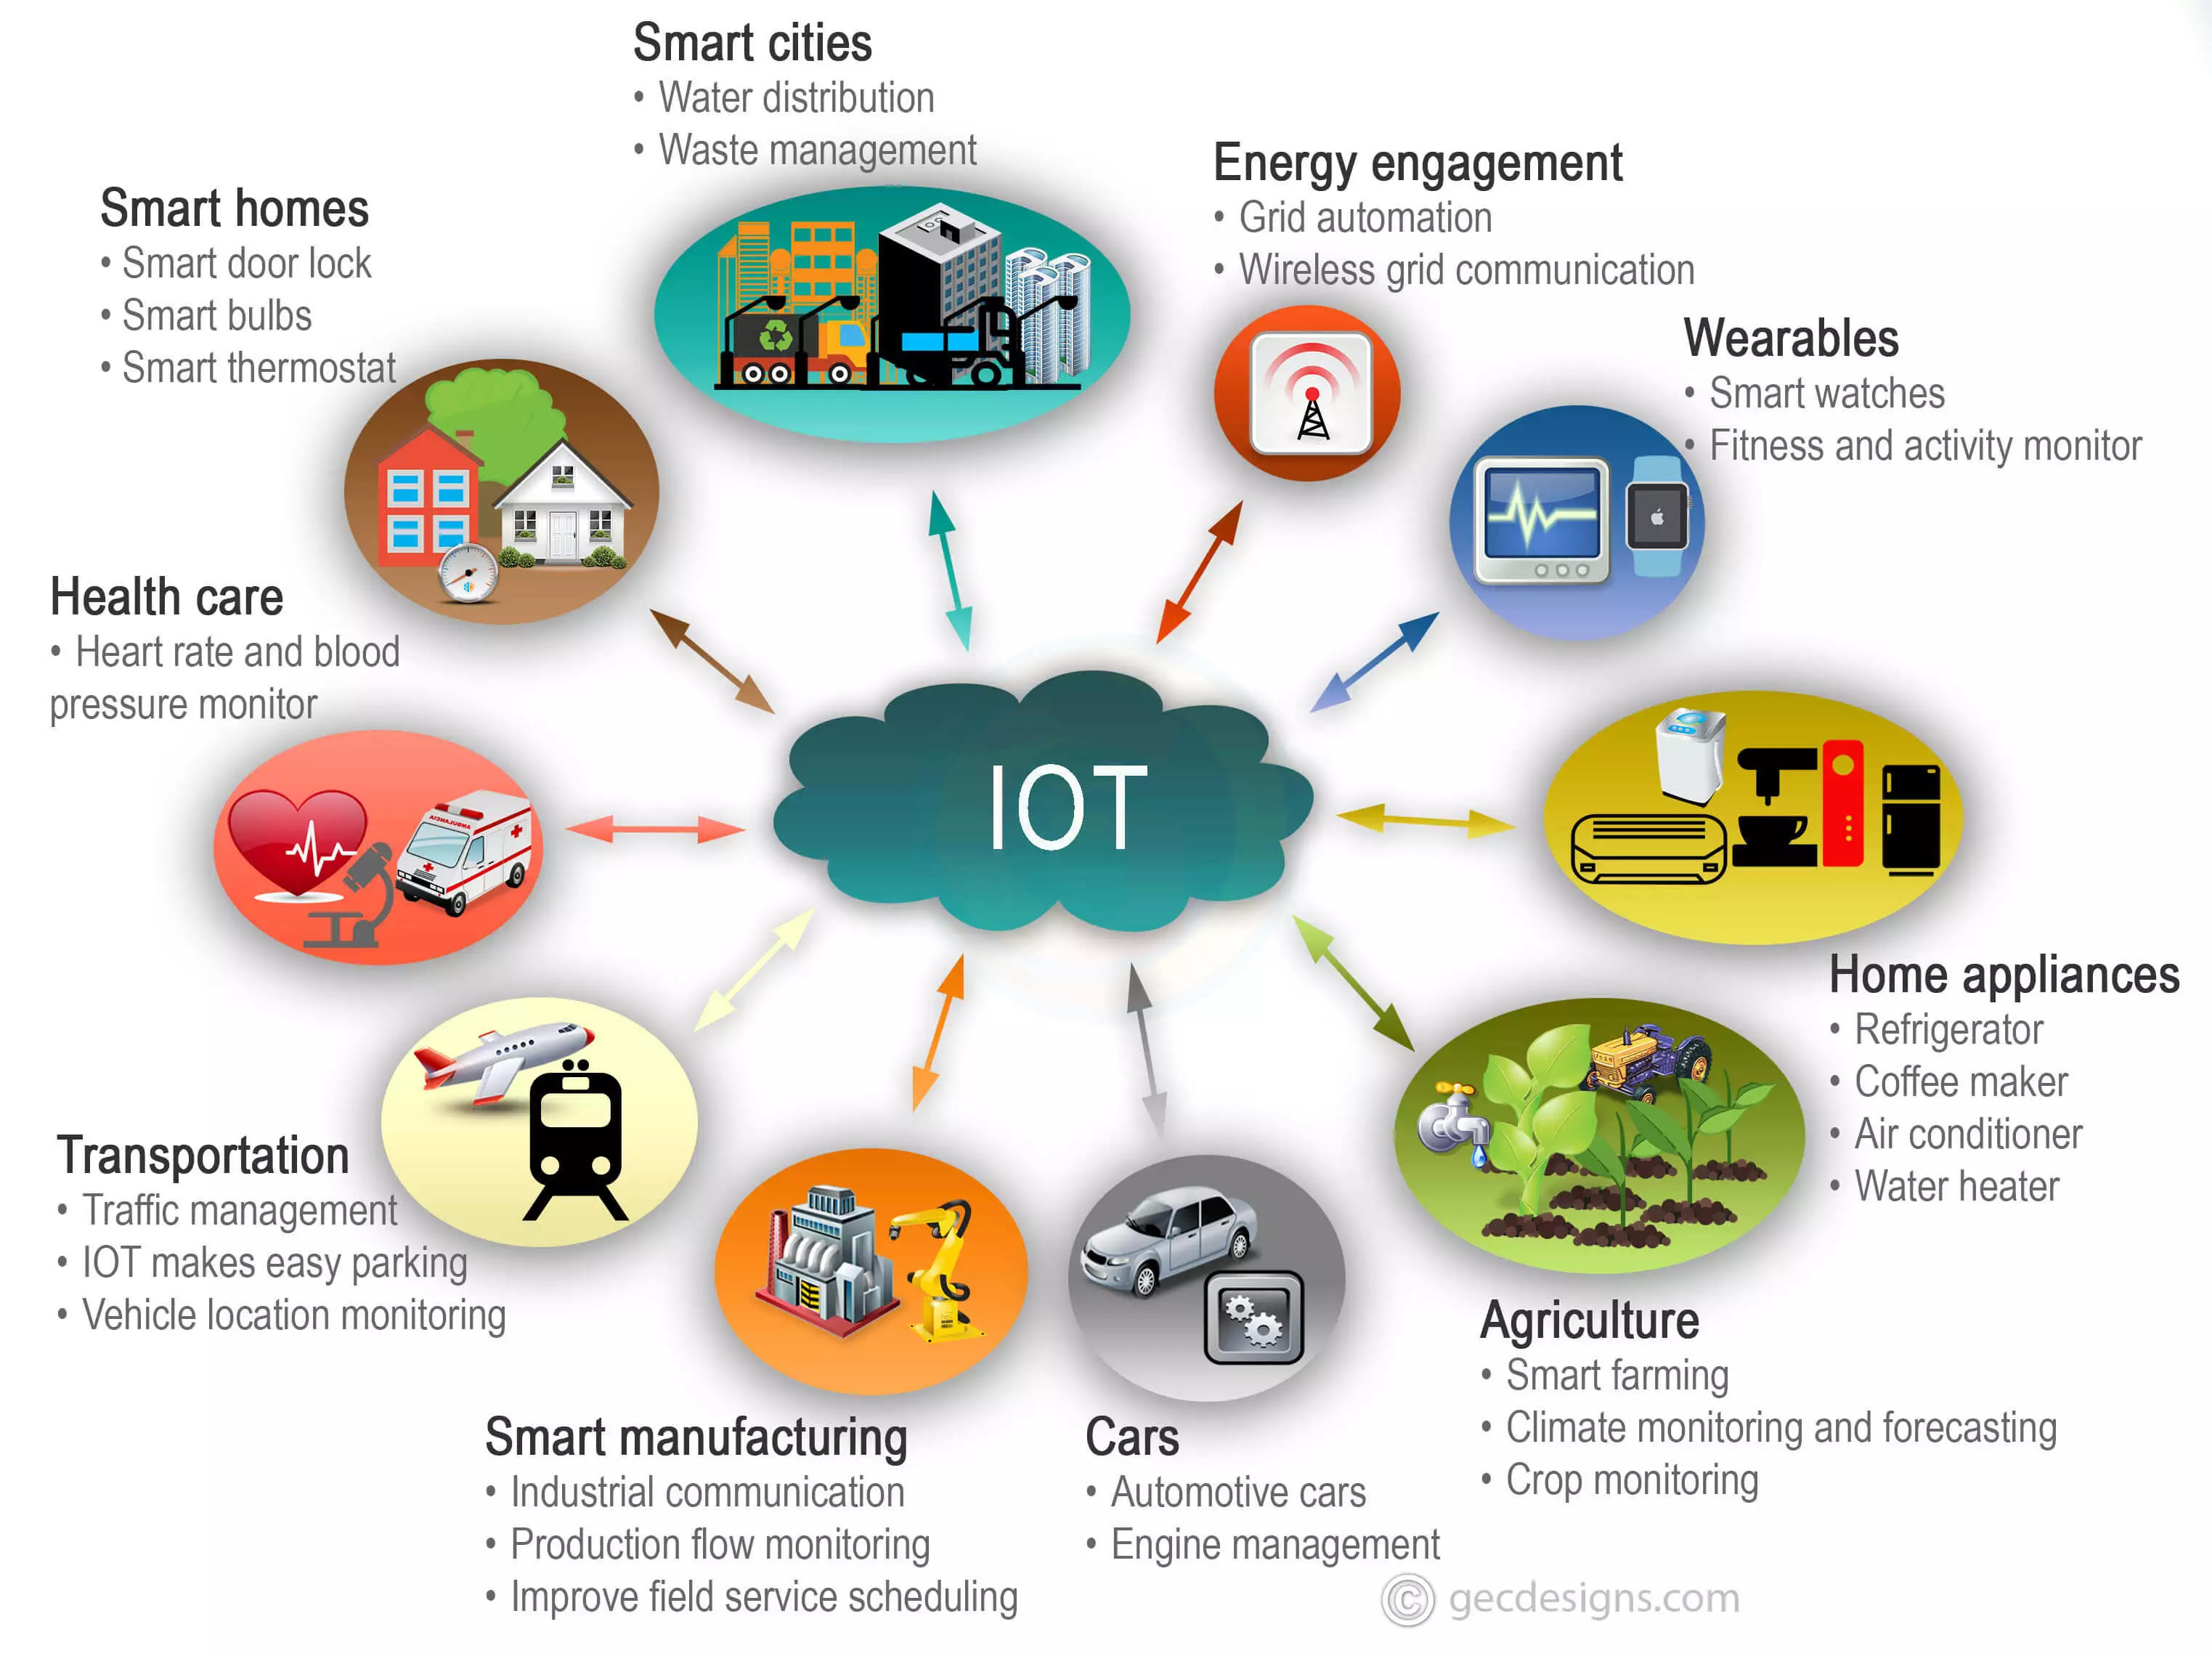 Smart cities
• Water distribution
• Waste management
Energy engagement
• Grid automation
• Wireless grid communication
Smart homes
• Smart door lock
• Smart bulbs
• Smart thermostat
Wearables
• Smart watches
• Fitness and activity monitor
Health care
• Heart rate and blood
pressure monitor
IOT
Home appliances
• Refrigerator
• Coffee maker
• Air conditioner
• Water heater
Transportation
• Traffic management
• IOT makes easy parking
• Vehicle location monitoring
Agriculture
• Smart farming
• Climate monitoring and forecasting
• Crop monitoring
Smart manufacturing
• Industrial communication
• Production flow monitoring
• Improve field service scheduling
Cars
• Automotive cars
• Engine management
© gecdesigns.com